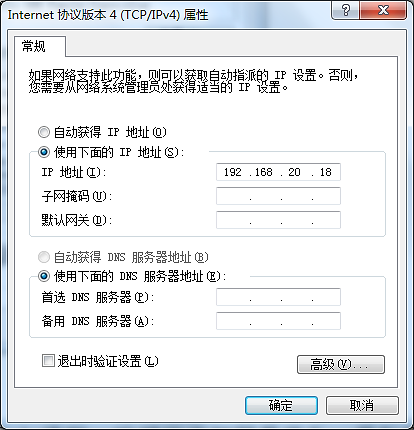 Internet 协议版本 4 (TCP/IPv4) 属性
常规
如果网络支持此功能，则可以获取自动指派的 IP 设置。否则，
您需要从网络系统管理员处获得适当的 IP 设置。
自动获得 IP 地址(O)
使用下面的 IP 地址(S):
IP 地址(I):
192 .168 . 20 . 18
子网掩码(U):
. . .
默认网关(D):
. . .
自动获得 DNS 服务器地址(B)
使用下面的 DNS 服务器地址(E):
首选 DNS 服务器(P):
. . .
备用 DNS 服务器(A):
. . .
退出时验证设置(L)
高级(V)...
确定
取消